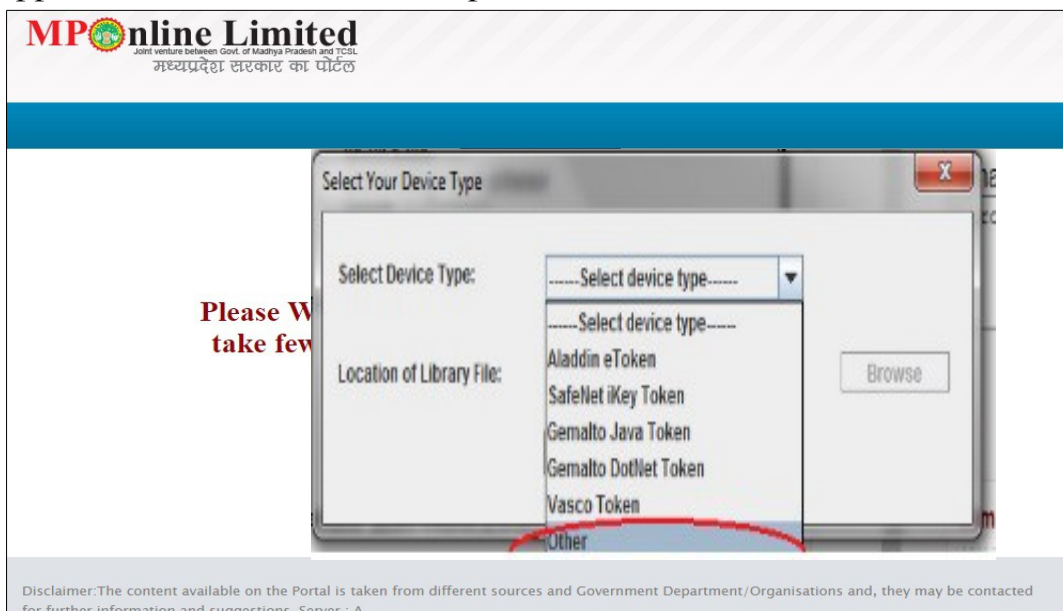 MPOnline Limited
Joint venture between Govt. of Madhya Pradesh and TCSL
मध्यप्रदेश सरकार का पोर्टल
Select Your Device Type
X
Select Device Type:
------Select device type------
------Select device type------
Aladdin eToken
SafeNet iKey Token
Gemalto Java Token
Gemalto DotNet Token
Vasco Token
Other
Please W
take few
Location of Library File:
Browse
Disclaimer:The content available on the Portal is taken from different sources and Government Department/Organisations and, they may be contacted
for further information and suggestions. Server : A